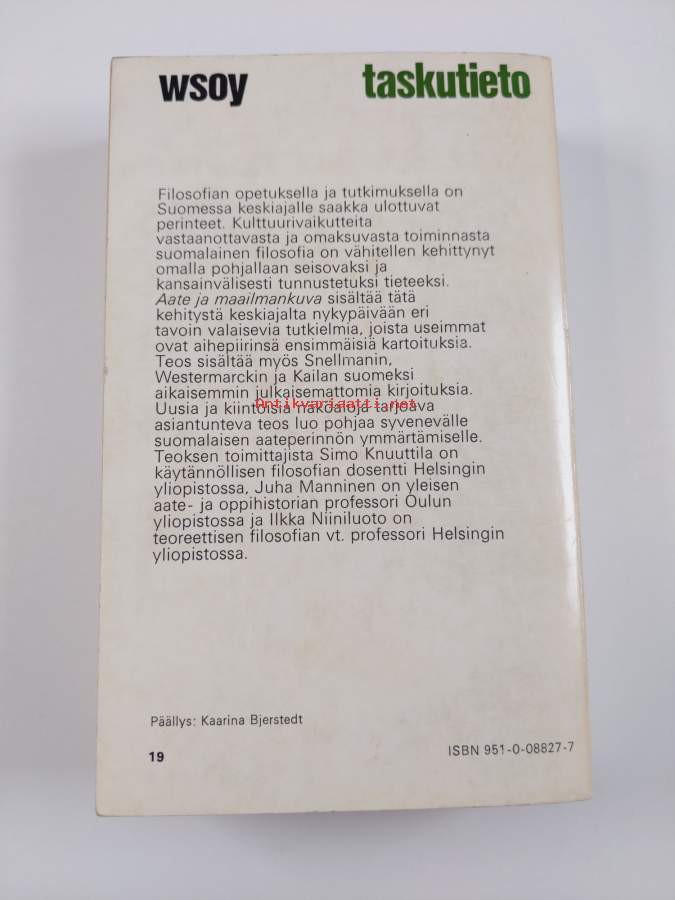 wsoy taskutieto
Filosofian opetuksella ja tutkimuksella on
Suomessa keskiajalle saakka ulottuvat
perinteet. Kulttuurivaikutteita
vastaanottavasta ja omaksuvasta toiminnasta
suomalainen filosofia on vähitellen kehittynyt
omalla pohjallaan seisovaksi ja
kansainvälisesti tunnustetuksi tieteeksi.
Aate ja maailmankuva sisältää tätä
kehitystä keskiajalta nykypäivään eri
tavoin valaisevia tutkielmia, joista useimmat
ovat aihepiirinsä ensimmäisiä kartoituksia.
Teos sisältää myös Snellmanin,
Westermarckin ja Kailan suomeksi
aikaisemmin julkaisemattomia kirjoituksia.
Antikvariaatti.net
Uusia ja kiintoisia näköaloja tarjoava
asiantunteva teos luo pohjaa syvenevälle
suomalaisen aateperinnön ymmärtämiselle.
Teoksen toimittajista Simo Knuuttila on
käytännöllisen filosofian dosentti Helsingin
yliopistossa, Juha Manninen on yleisen
aate- ja oppihistorian professori Oulun
yliopistossa ja Ilkka Niiniluoto on
teoreettisen filosofian vt. professori Helsingin
yliopistossa.
Päällys: Kaarina Bjerstedt
19 ISBN 951-0-08827-7